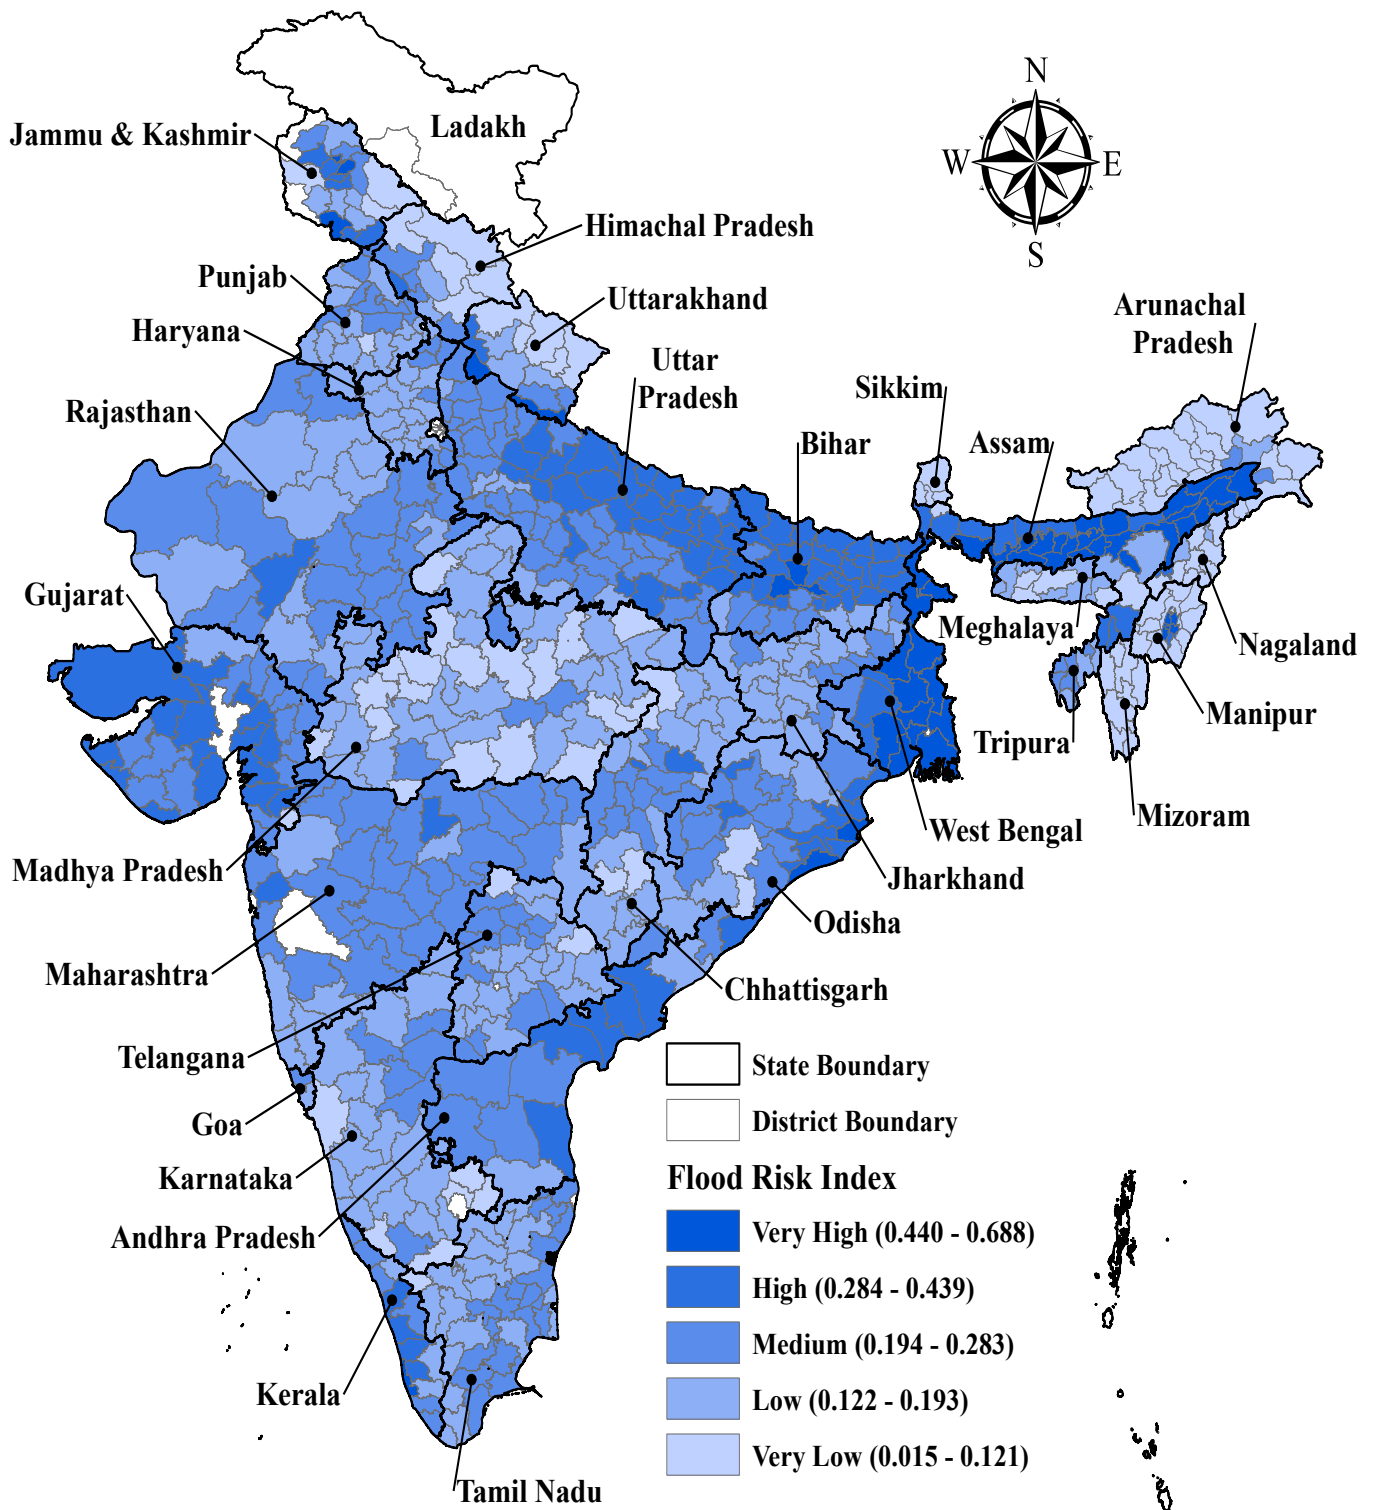 N
Ladakh
Jammu & Kashmir
W
E
Himachal Pradesh
S
Punjab
Uttarakhand
Haryana
Arunachal
Pradesh
Uttar
Pradesh
Sikkim
Rajasthan
Bihar
Assam
Gujarat
Meghalaya
Nagaland
Manipur
Tripura
Mizoram
West Bengal
Madhya Pradesh
Jharkhand
Odisha
Maharashtra
Chhattisgarh
Telangana
State Boundary
Goa
District Boundary
Karnataka
Flood Risk Index
Andhra Pradesh
Very High (0.440 - 0.688)
High (0.284 - 0.439)
Medium (0.194 - 0.283)
Kerala
Low (0.122 - 0.193)
Very Low (0.015 - 0.121)
Tamil Nadu